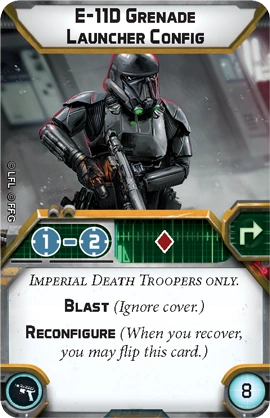 E-11D Grenade
Launcher Config
©LFL ©FFG
1-2
Imperial Death Troopers only.
Blast (Ignore cover.)
Reconfigure (When you recover,
you may flip this card.)
8